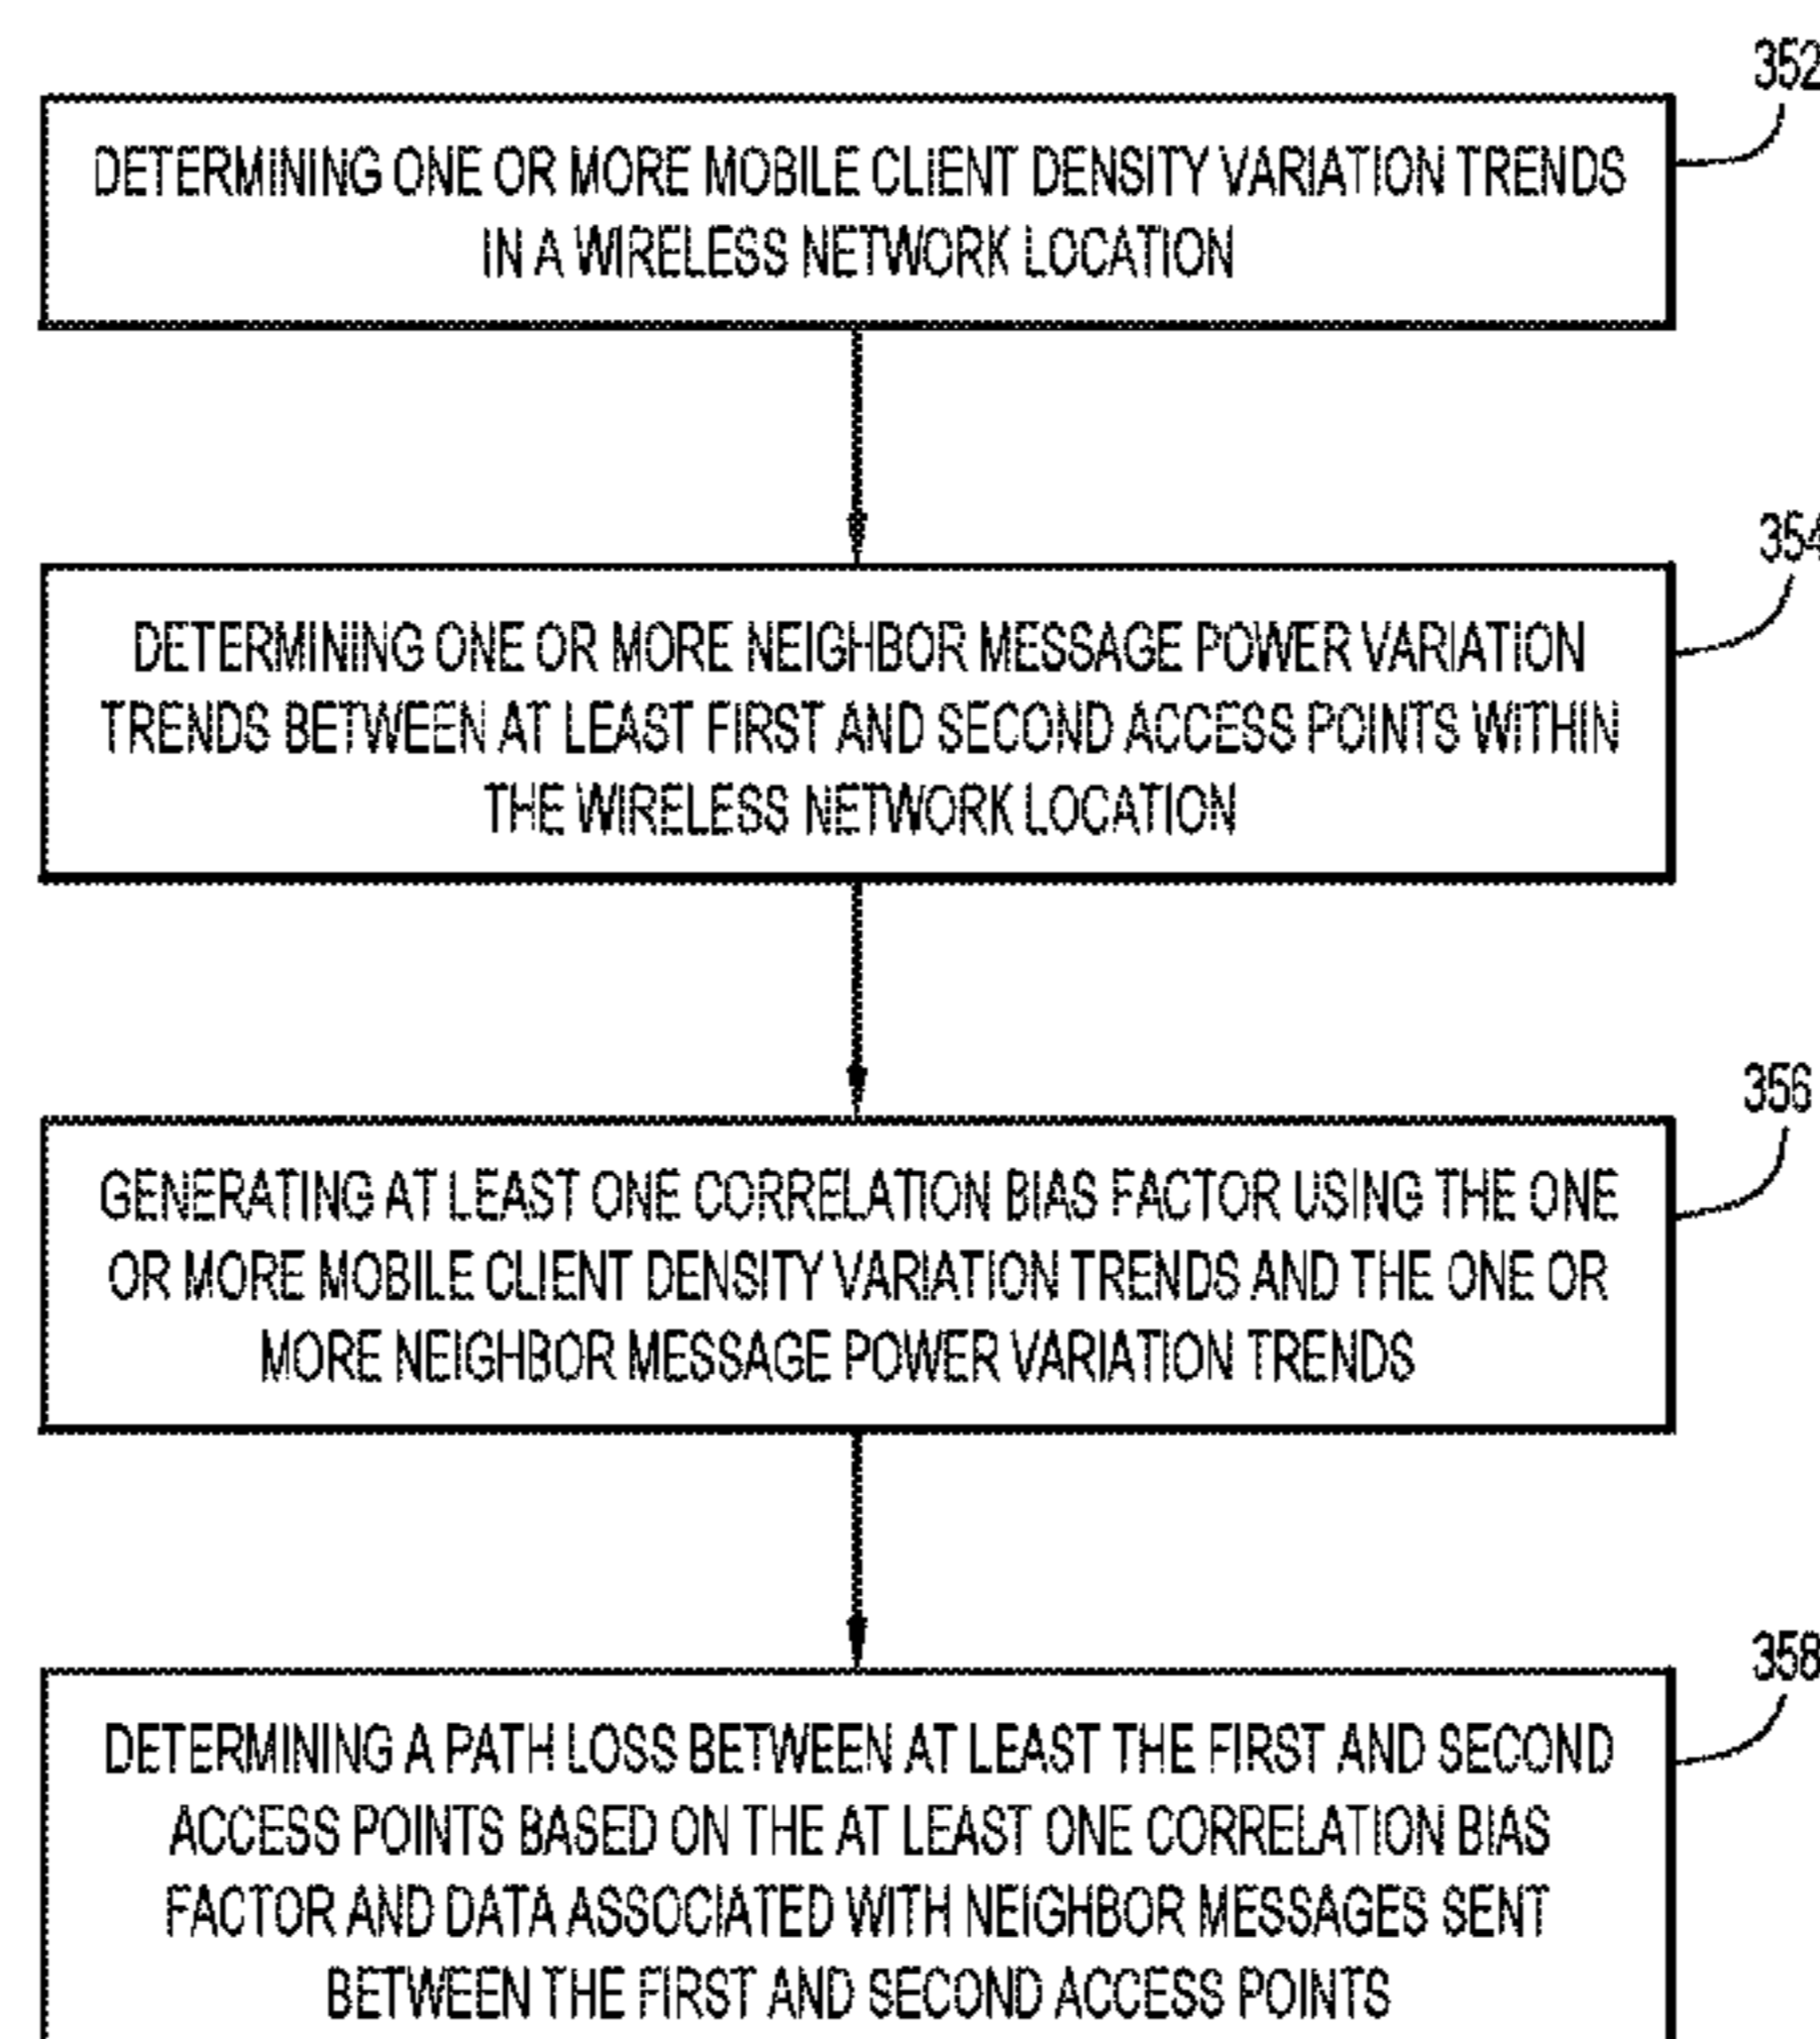 352
DETERMINING ONE OR MORE MOBILE CLIENT DENSITY VARIATION TRENDS
IN A WIRELESS NETWORK LOCATION
354
DETERMINING ONE OR MORE NEIGHBOR MESSAGE POWER VARIATION
TRENDS BETWEEN AT LEAST FIRST AND SECOND ACCESS POINTS WITHIN
THE WIRELESS NETWORK LOCATION
356
GENERATING AT LEAST ONE CORRELATION BIAS FACTOR USING THE ONE
OR MORE MOBILE CLIENT DENSITY VARIATION TRENDS AND THE ONE OR
MORE NEIGHBOR MESSAGE POWER VARIATION TRENDS
358
DETERMINING A PATH LOSS BETWEEN AT LEAST THE FIRST AND SECOND
ACCESS POINTS BASED ON THE AT LEAST ONE CORRELATION BIAS
FACTOR AND DATA ASSOCIATED WITH NEIGHBOR MESSAGES SENT
BETWEEN THE FIRST AND SECOND ACCESS POINTS